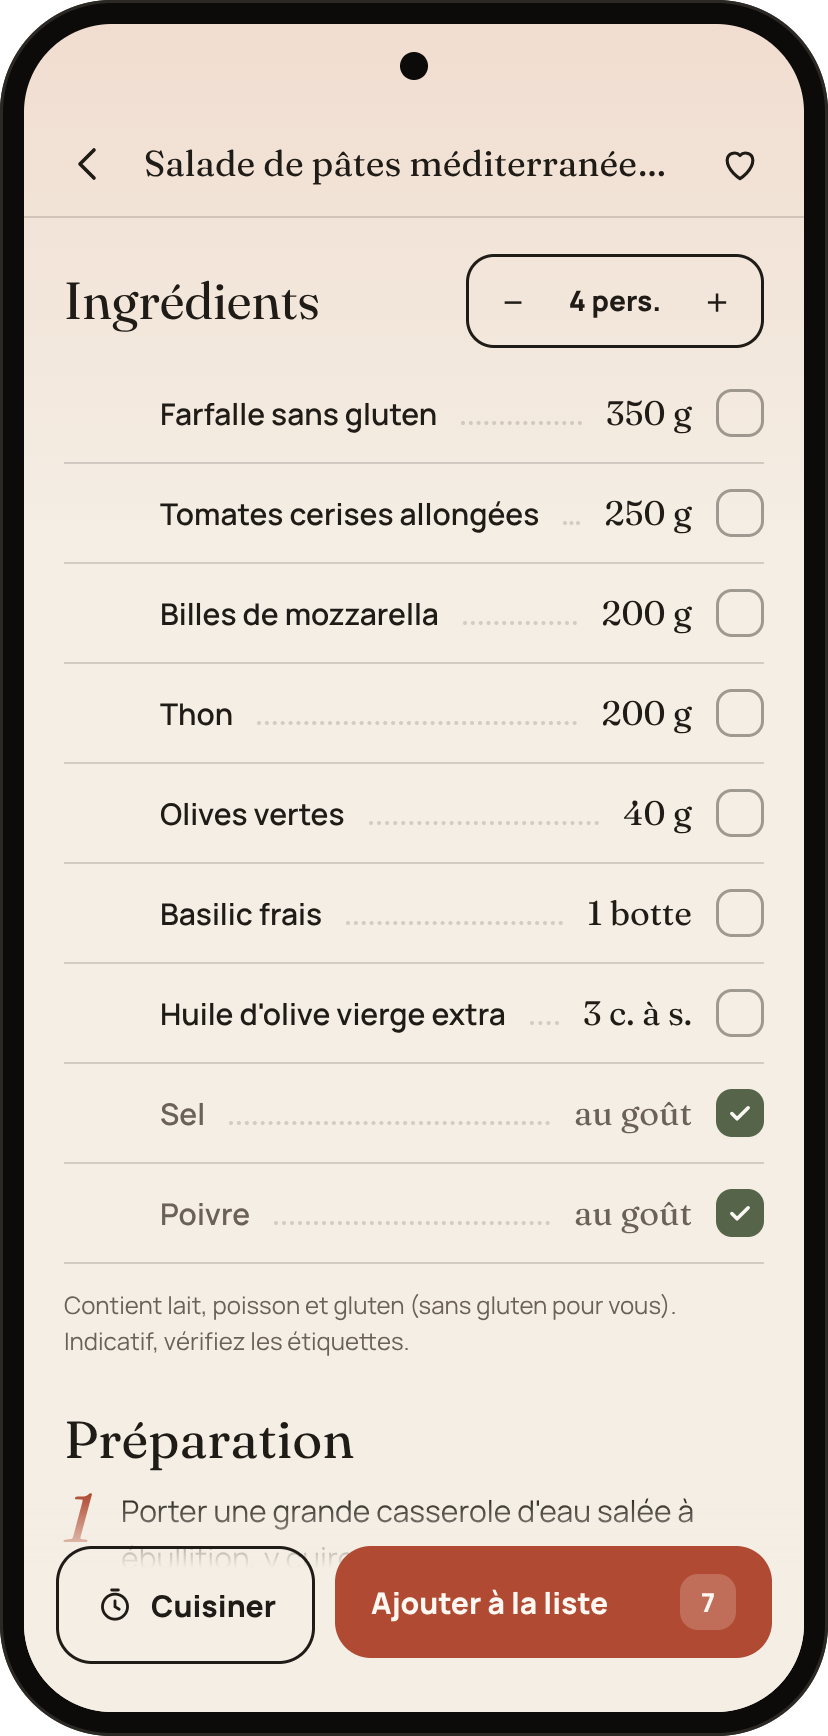 Salade de pâtes méditerranée...
Ingrédients
− 4 pers. +
Farfalle sans gluten 350 g
Tomates cerises allongées 250 g
Billes de mozzarella 200 g
Thon 200 g
Olives vertes 40 g
Basilic frais 1 botte
Huile d'olive vierge extra 3 c. à s.
Sel au goût
Poivre au goût
Contient lait, poisson et gluten (sans gluten pour vous).
Indicatif, vérifiez les étiquettes.
Préparation
1 Porter une grande casserole d'eau salée à
ébullition, y cuire
Cuisiner
Ajouter à la liste 7